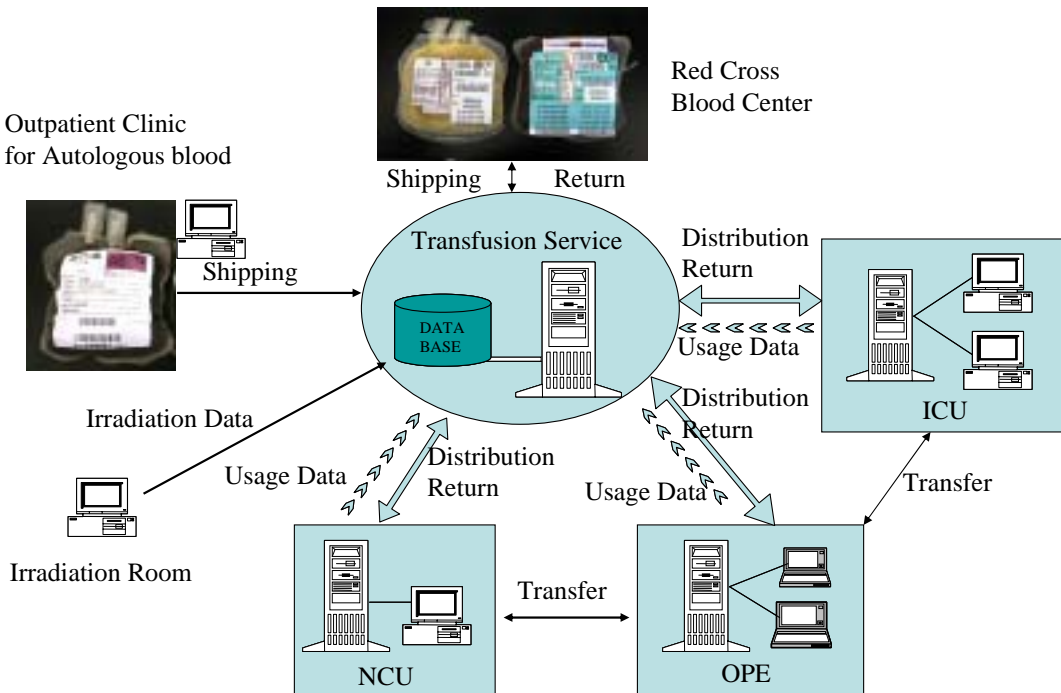 Red Cross
Blood Center
Outpatient Clinic
for Autologous blood
Shipping
Return
Transfusion Service
Shipping
DATA
BASE
Distribution
Return
Usage Data
ICU
Irradiation Data
Distribution
Return
Usage Data
Distribution
Return
Usage Data
Transfer
Irradiation Room
Transfer
NCU
OPE